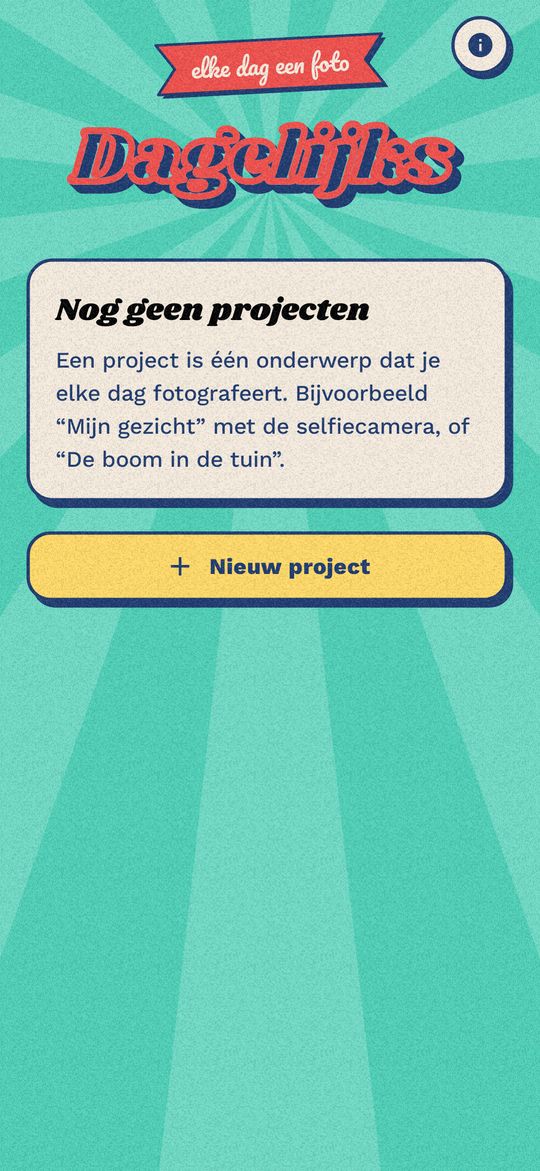 elke dag een foto
Dagelijks
Nog geen projecten
Een project is één onderwerp dat je
elke dag fotografeert. Bijvoorbeeld
“Mijn gezicht” met de selfiecamera, of
“De boom in de tuin”.
Nieuw project